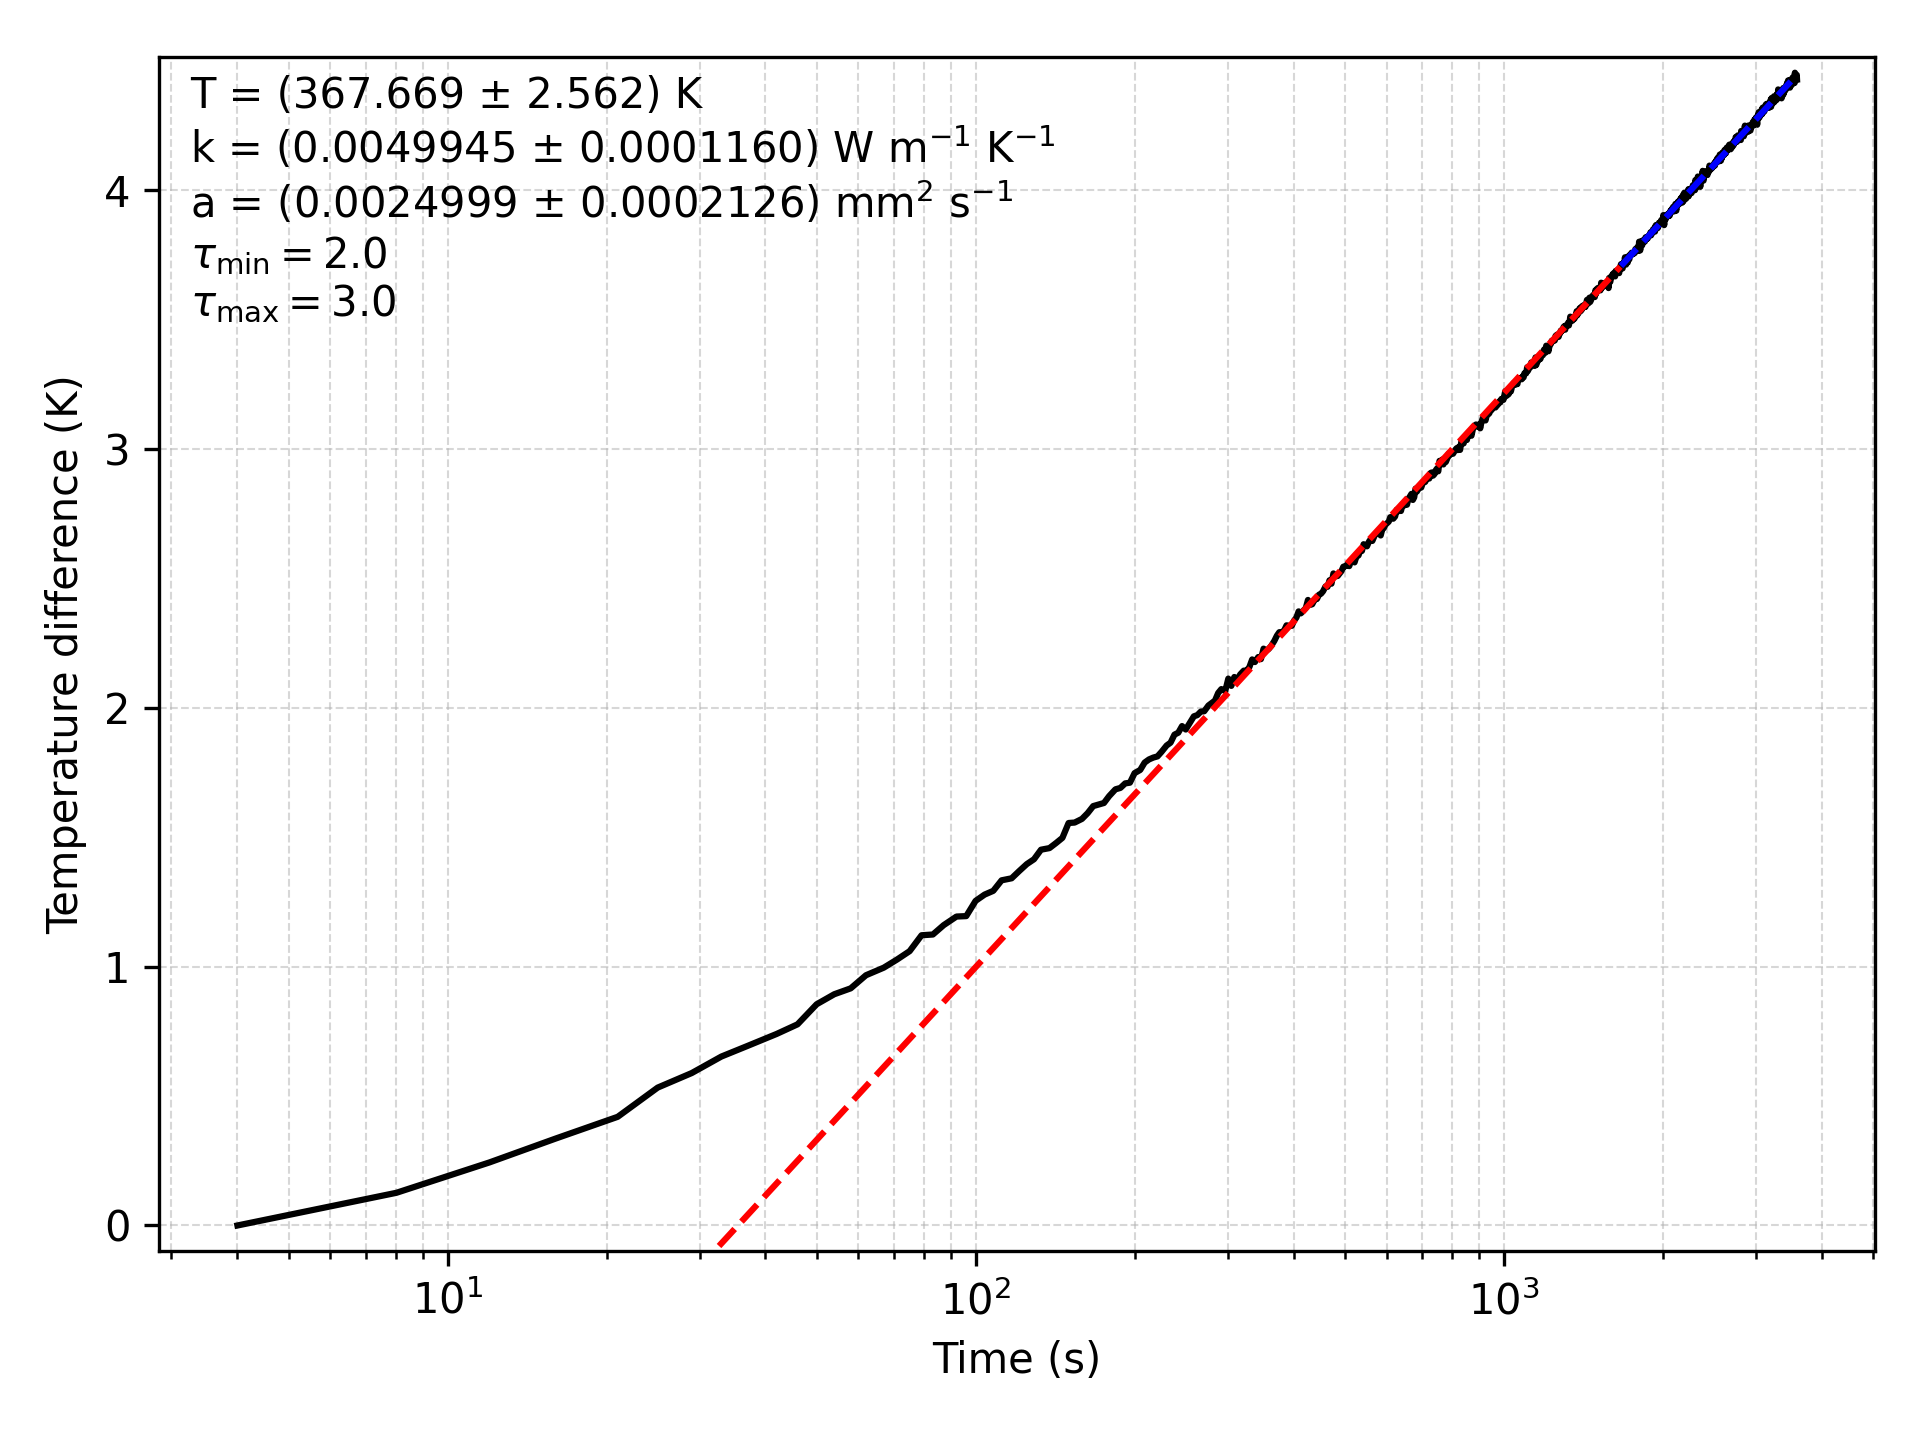 T = (367.669 ± 2.562) K
k = (0.0049945 ± 0.0001160) W m⁻¹ K⁻¹
a = (0.0024999 ± 0.0002126) mm² s⁻¹
τmin = 2.0
τmax = 3.0
Temperature difference (K)
4
3
2
1
0
10¹ 10² 10³
Time (s)